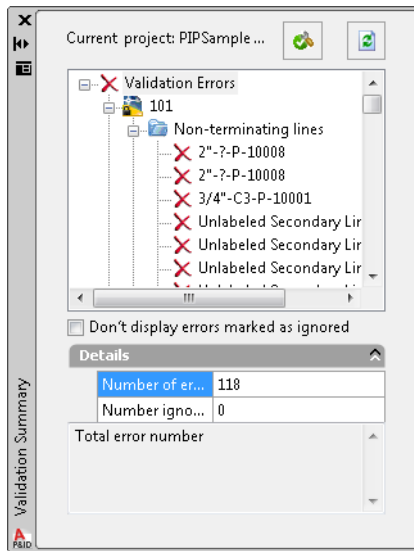 Current project: PIPSample ...
Validation Errors
101
Non-terminating lines
2"-?-P-10008
2"-?-P-10008
3/4"-C3-P-10001
Unlabeled Secondary Lir
Unlabeled Secondary Lir
Unlabeled Secondary Lir
Don't display errors marked as ignored
Details
Number of er... 118
Number igno... 0
Total error number
Validation Summary
P&ID